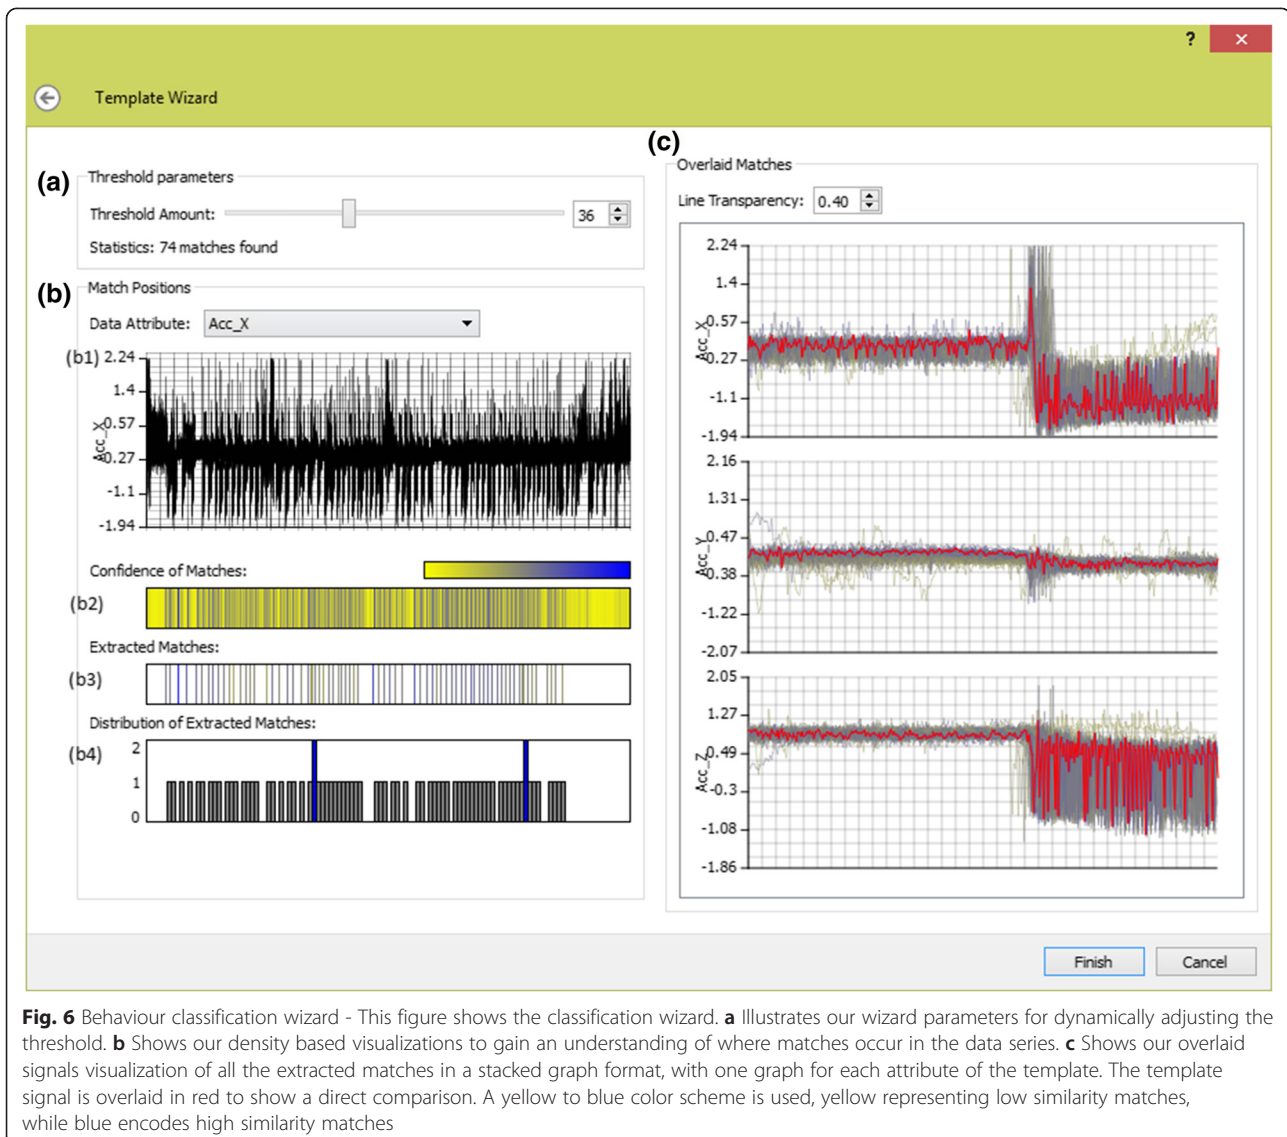 ?
×
Template Wizard
(a)
Threshold parameters
Threshold Amount:
36
Statistics: 74 matches found
(b)
Match Positions
Data Attribute:
Acc_X
(b1)
2.24
1.4
0.57
-0.27
-1.1
-1.94
Acc_X
Confidence of Matches:
(b2)
Extracted Matches:
(b3)
Distribution of Extracted Matches:
(b4)
2
1
0
(c)
Overlaid Matches
Line Transparency:
0.40
2.24
1.4
0.57
-0.27
-1.1
-1.94
Acc_X
2.16
1.31
0.47
-0.38
-1.22
-2.07
Acc_Y
2.05
1.27
0.49
-0.3
-1.08
-1.86
Acc_Z
Finish
Cancel
Fig. 6 Behaviour classification wizard - This figure shows the classification wizard. a Illustrates our wizard parameters for dynamically adjusting the
threshold. b Shows our density based visualizations to gain an understanding of where matches occur in the data series. c Shows our overlaid
signals visualization of all the extracted matches in a stacked graph format, with one graph for each attribute of the template. The template
signal is overlaid in red to show a direct comparison. A yellow to blue color scheme is used, yellow representing low similarity matches,
while blue encodes high similarity matches